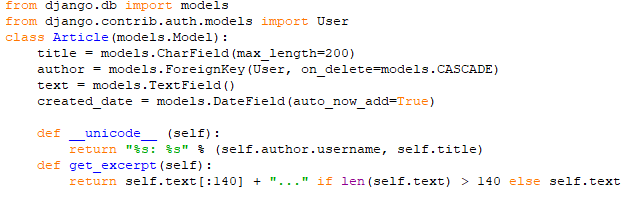 from django.db import models
from django.contrib.auth.models import User
class Article(models.Model):
    title = models.CharField(max_length=200)
    author = models.ForeignKey(User, on_delete=models.CASCADE)
    text = models.TextField()
    created_date = models.DateField(auto_now_add=True)

    def __unicode__ (self):
        return "%s: %s" % (self.author.username, self.title)
    def get_excerpt(self):
        return self.text[:140] + "..." if len(self.text) > 140 else self.text